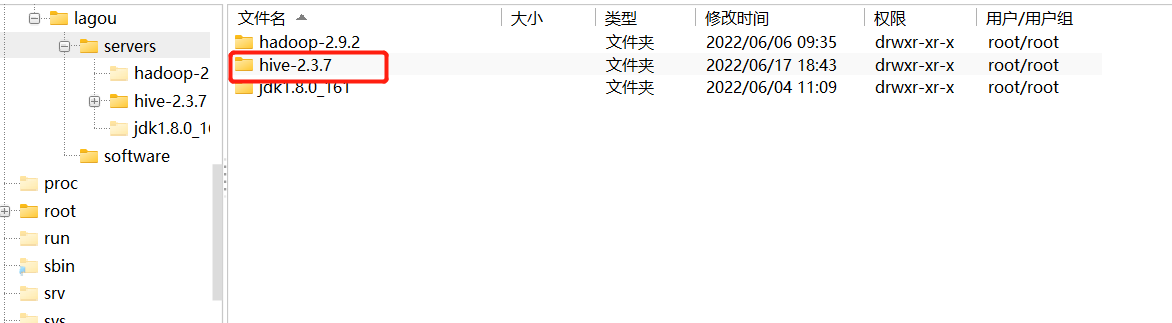 lagou
servers
hadoop-2
hive-2.3.7
jdk1.8.0_16
software
proc
root
run
sbin
srv
sys
文件名 大小 类型 修改时间 权限 用户/用户组
hadoop-2.9.2 文件夹 2022/06/06 09:35 drwxr-xr-x root/root
hive-2.3.7 文件夹 2022/06/17 18:43 drwxr-xr-x root/root
jdk1.8.0_161 文件夹 2022/06/04 11:09 drwxr-xr-x root/root